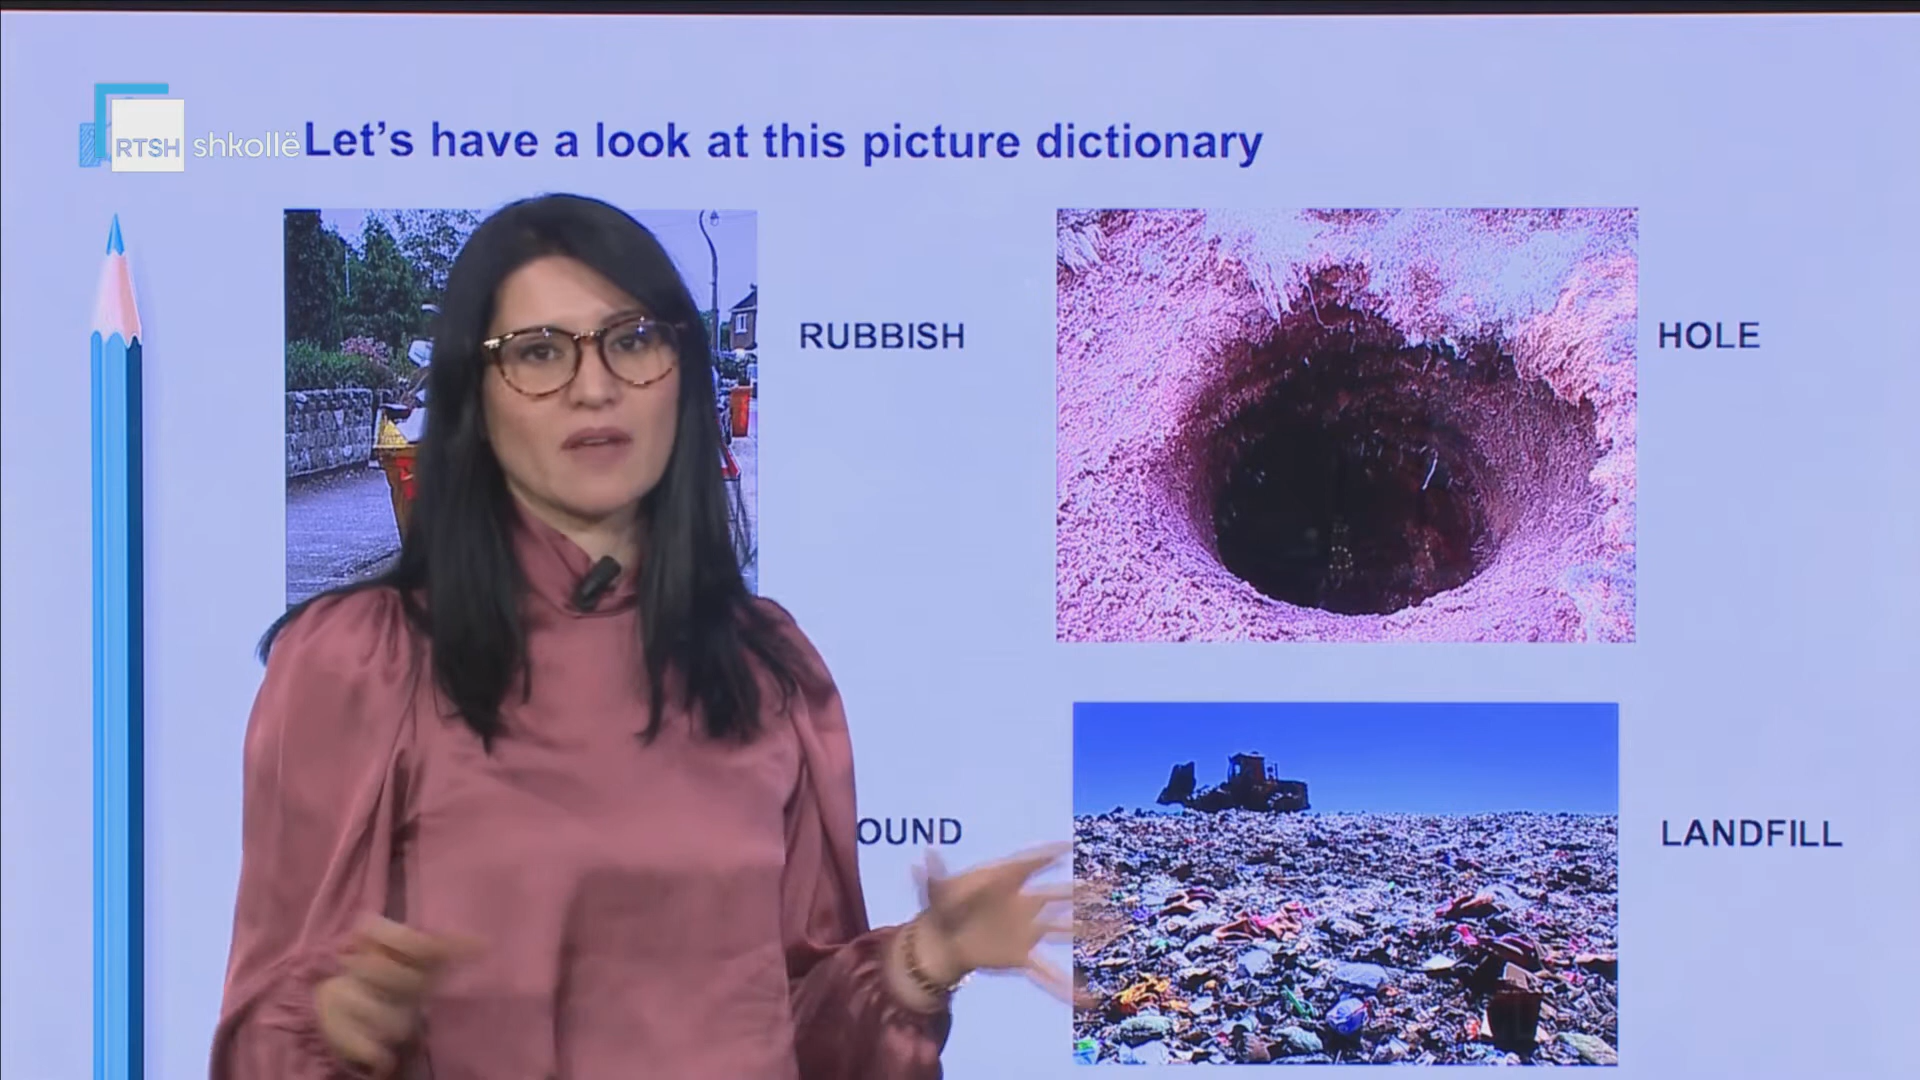 RTSH shkollë
Let's have a look at this picture dictionary
RUBBISH
HOLE
OUND
LANDFILL